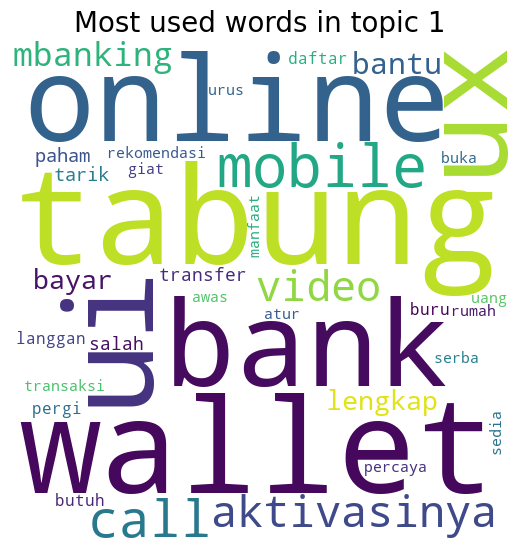 Most used words in topic 1
mbanking
online
urus
daftar
bantu
ux
paham
rekomendasi
tarik
giat
mobile
buka
tabung
manfaat
bayar
transfer
video
ui
awas
uang
langgan
salah
bank
atur
buru
rumah
serba
transaksi
pergi
lengkap
wallet
sedia
percaya
butuh
call
aktivasinya